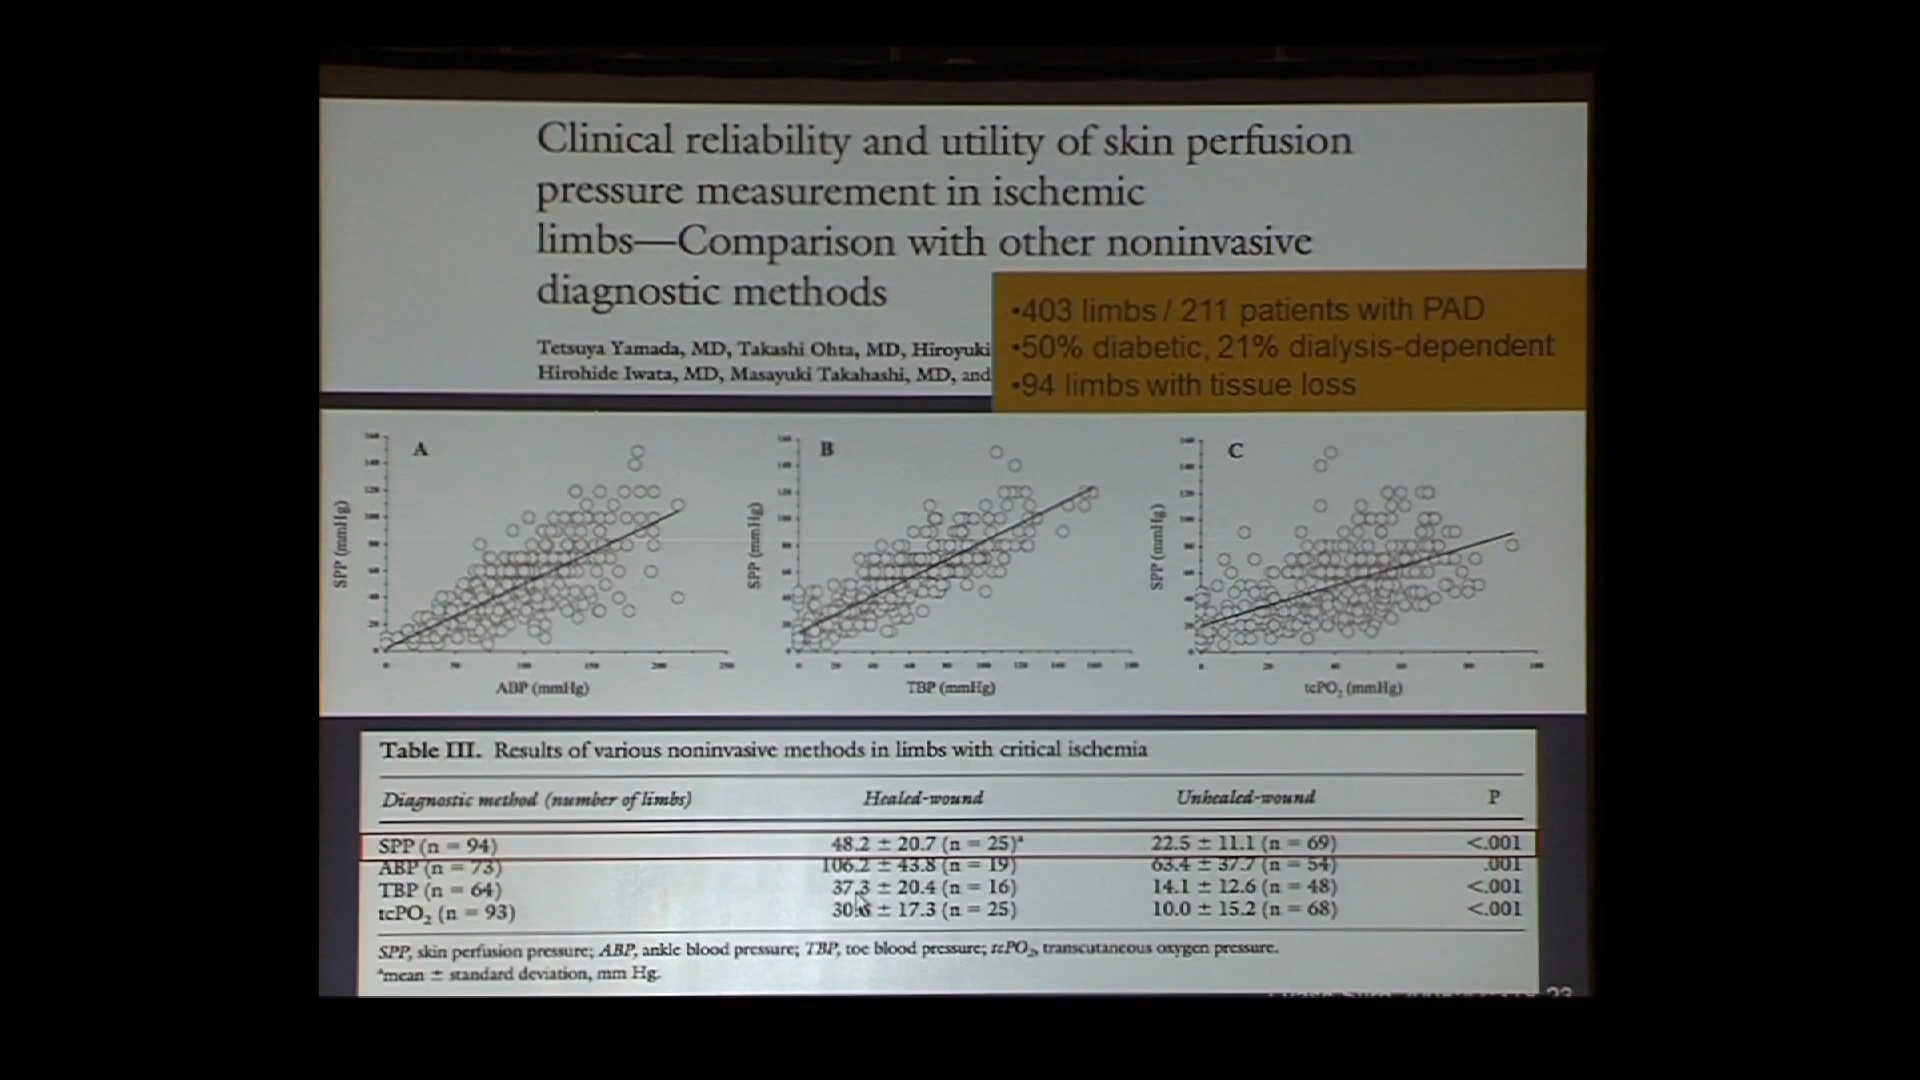 Clinical reliability and utility of skin perfusion
pressure measurement in ischemic
limbs—Comparison with other noninvasive
diagnostic methods
Tetsuya Yamada, MD, Takashi Ohta, MD, Hiroyuki
Hirohide Iwata, MD, Masayuki Takahashi, MD, and
•403 limbs / 211 patients with PAD
•50% diabetic, 21% dialysis-dependent
•94 limbs with tissue loss
A
SPP (mmHg)
ABP (mmHg)
B
SPP (mmHg)
TBP (mmHg)
C
SPP (mmHg)
tcPO₂ (mmHg)
Table III. Results of various noninvasive methods in limbs with critical ischemia
Diagnostic method (number of limbs) Healed-wound Unhealed-wound P
SPP (n = 94) 48.2 ± 20.7 (n = 25)ᵃ 22.5 ± 11.1 (n = 69) <.001
ABP (n = 73) 106.2 ± 43.8 (n = 19) 63.4 ± 37.7 (n = 54) .001
TBP (n = 64) 37.3 ± 20.4 (n = 16) 14.1 ± 12.6 (n = 48) <.001
tcPO₂ (n = 93) ± 17.3 (n = 25) 10.0 ± 15.2 (n = 68) <.001
SPP, skin perfusion pressure; ABP, ankle blood pressure; TBP, toe blood pressure; tcPO₂, transcutaneous oxygen pressure.
ᵃmean ± standard deviation, mm Hg.